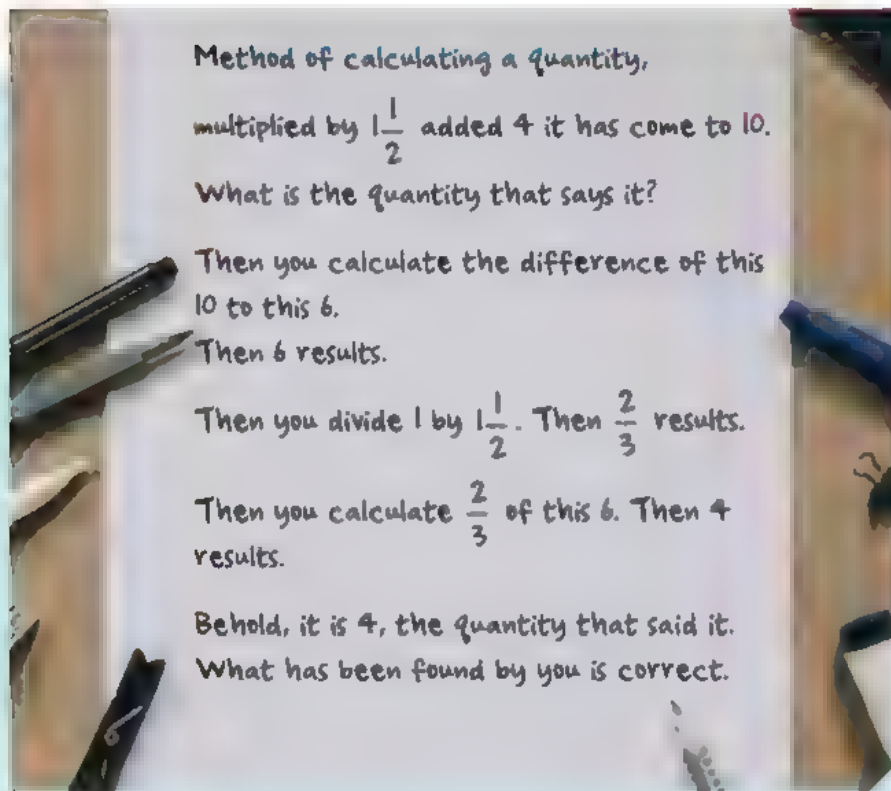 Method of calculating a quantity,
multiplied by 1 1/2 added 4 it has come to 10.
What is the quantity that says it?
Then you calculate the difference of this
10 to this 6.
Then 6 results.
Then you divide 1 by 1 1/2. Then 2/3 results.
Then you calculate 2/3 of this 6. Then 4
results.
Behold, it is 4, the quantity that said it.
What has been found by you is correct.